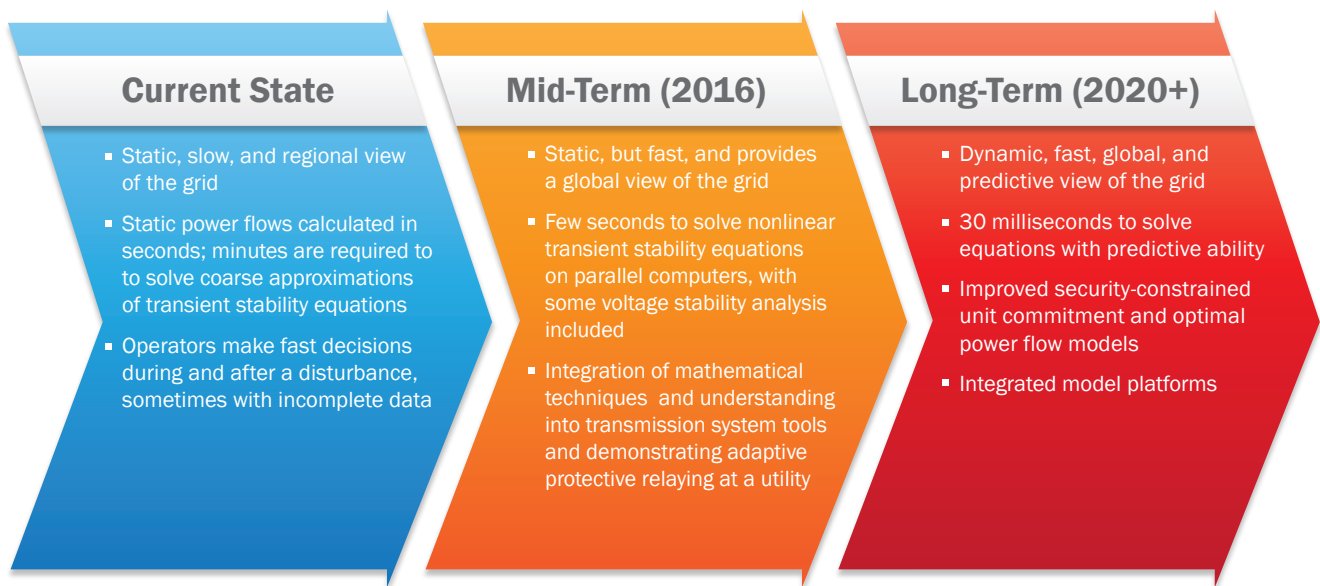 Current State
▪ Static, slow, and regional view
of the grid
▪ Static power flows calculated in
seconds; minutes are required to
to solve coarse approximations
of transient stability equations
▪ Operators make fast decisions
during and after a disturbance,
sometimes with incomplete data
Mid-Term (2016)
▪ Static, but fast, and provides
a global view of the grid
▪ Few seconds to solve nonlinear
transient stability equations
on parallel computers, with
some voltage stability analysis
included
▪ Integration of mathematical
techniques and understanding
into transmission system tools
and demonstrating adaptive
protective relaying at a utility
Long-Term (2020+)
▪ Dynamic, fast, global, and
predictive view of the grid
▪ 30 milliseconds to solve
equations with predictive ability
▪ Improved security-constrained
unit commitment and optimal
power flow models
▪ Integrated model platforms